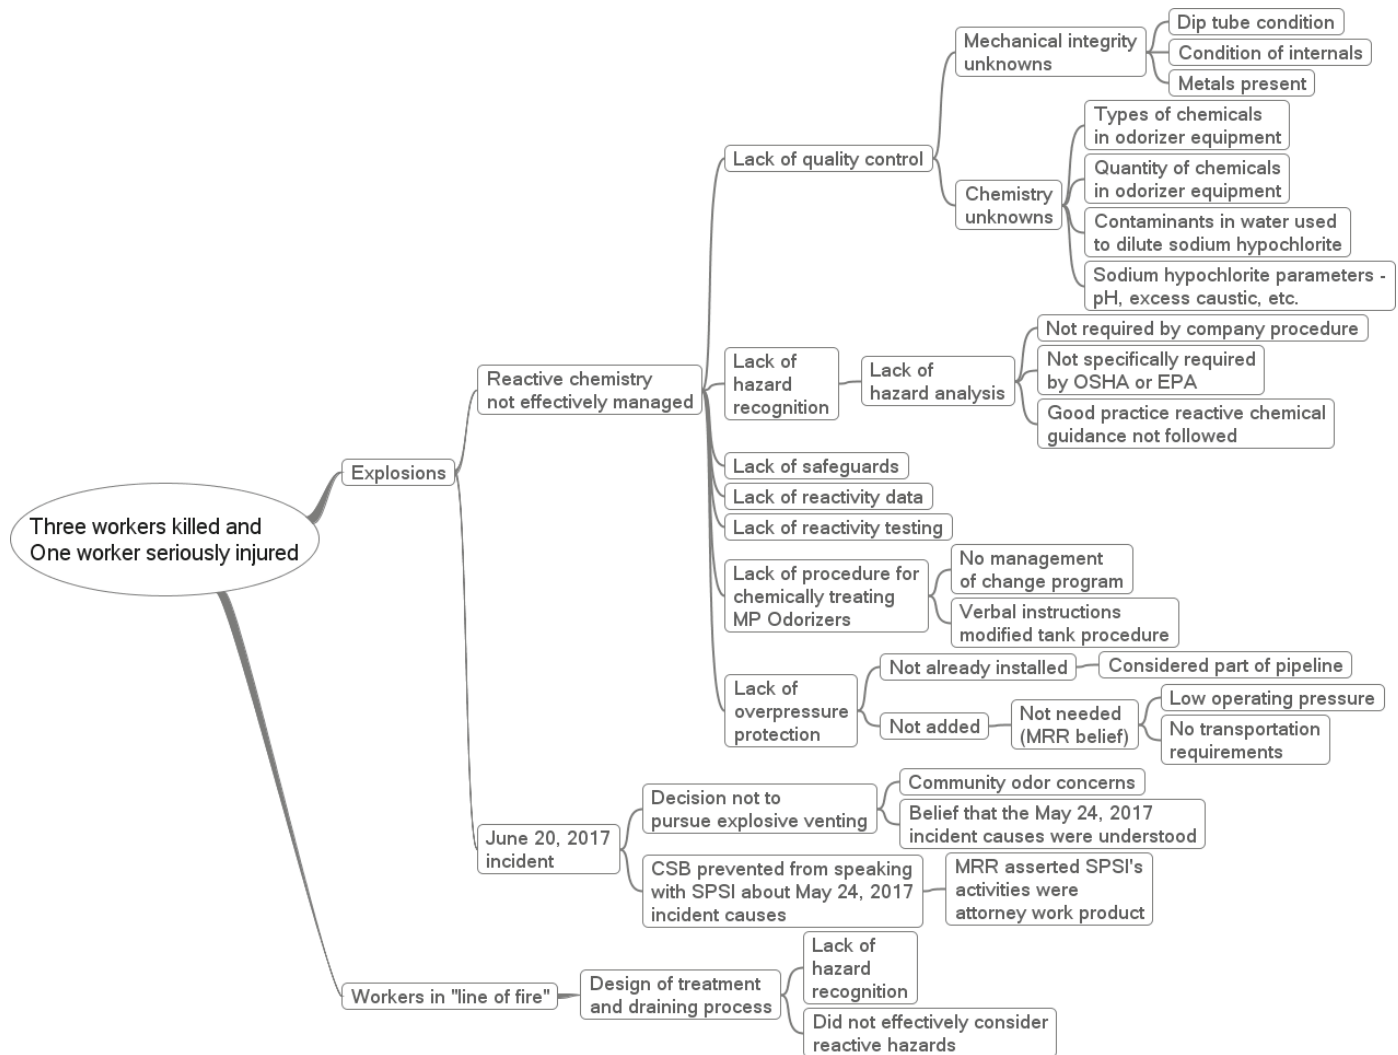 Three workers killed and
One worker seriously injured
Explosions
Reactive chemistry
not effectively managed
Lack of quality control
Mechanical integrity
unknowns
Dip tube condition
Condition of internals
Metals present
Chemistry
unknowns
Types of chemicals
in odorizer equipment
Quantity of chemicals
in odorizer equipment
Contaminants in water used
to dilute sodium hypochlorite
Sodium hypochlorite parameters -
pH, excess caustic, etc.
Lack of
hazard
recognition
Lack of
hazard analysis
Not required by company procedure
Not specifically required
by OSHA or EPA
Good practice reactive chemical
guidance not followed
Lack of safeguards
Lack of reactivity data
Lack of reactivity testing
Lack of procedure for
chemically treating
MP Odorizers
No management
of change program
Verbal instructions
modified tank procedure
Lack of
overpressure
protection
Not already installed
Considered part of pipeline
Not added
Not needed
(MRR belief)
Low operating pressure
No transportation
requirements
June 20, 2017
incident
Decision not to
pursue explosive venting
Community odor concerns
Belief that the May 24, 2017
incident causes were understood
CSB prevented from speaking
with SPSI about May 24, 2017
incident causes
MRR asserted SPSI's
activities were
attorney work product
Workers in "line of fire"
Design of treatment
and draining process
Lack of
hazard
recognition
Did not effectively consider
reactive hazards